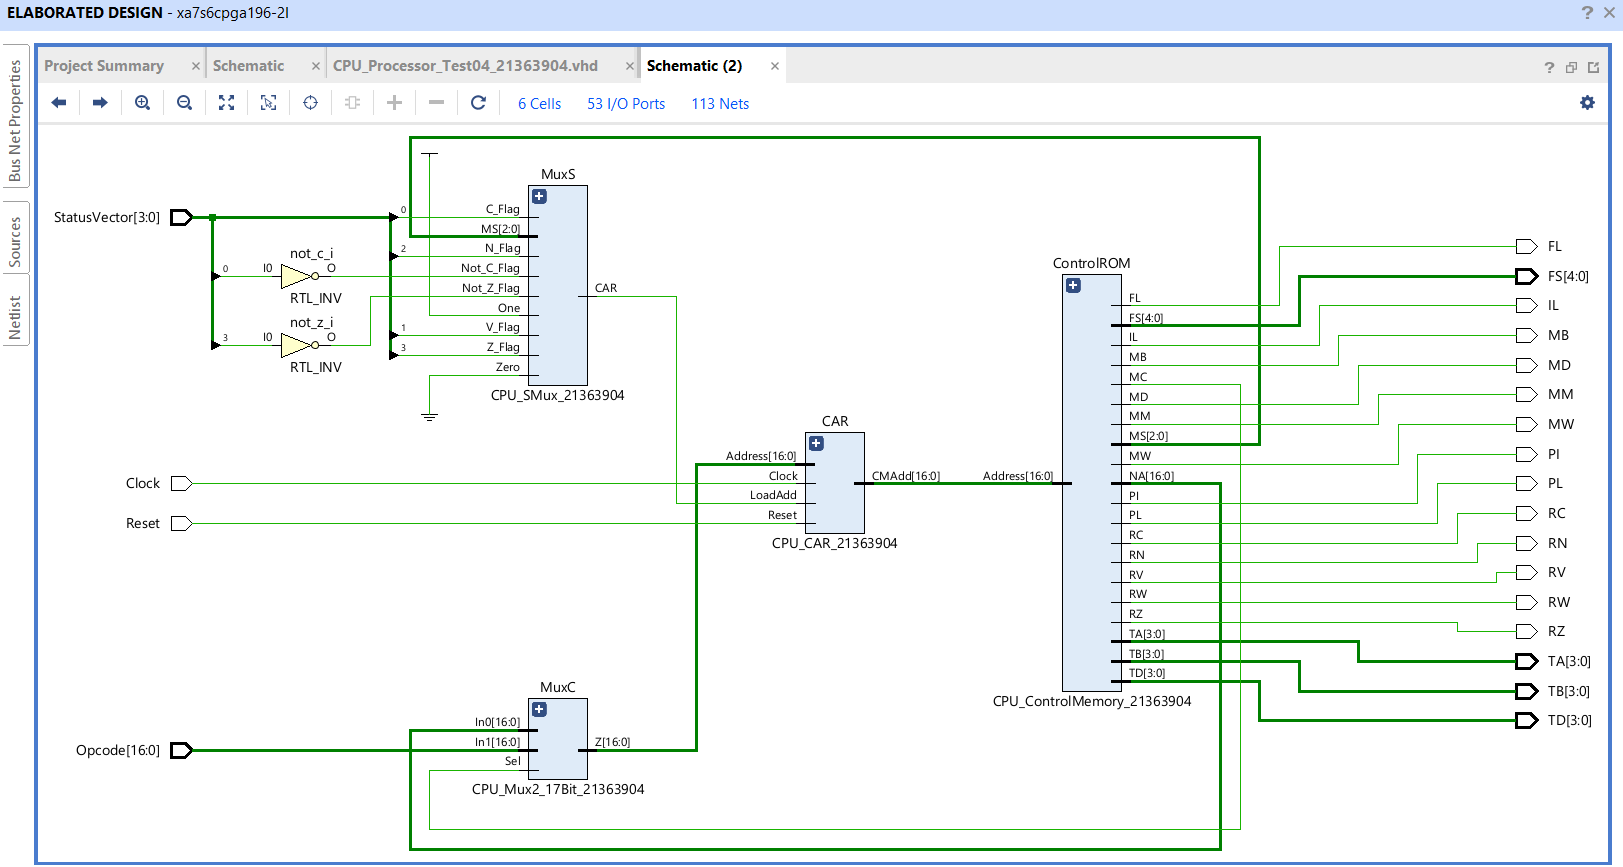 ELABORATED DESIGN - xa7s6cpga196-2I
Bus Net Properties
Sources
Netlist
Project Summary
Schematic
CPU_Processor_Test04_21363904.vhd
Schematic (2)
6 Cells 53 I/O Ports 113 Nets
StatusVector[3:0]
0
not_c_i
I0 O
RTL_INV
3
not_z_i
I0 O
RTL_INV
0
2
1
3
MuxS
C_Flag
MS[2:0]
N_Flag
Not_C_Flag
Not_Z_Flag
One
V_Flag
Z_Flag
Zero
CAR
CPU_SMux_21363904
Clock
Reset
CAR
Address[16:0]
Clock
LoadAdd
Reset
CMAdd[16:0]
CPU_CAR_21363904
Opcode[16:0]
MuxC
In0[16:0]
In1[16:0]
Sel
Z[16:0]
CPU_Mux2_17Bit_21363904
ControlROM
Address[16:0]
FL
FS[4:0]
IL
MB
MC
MD
MM
MS[2:0]
MW
NA[16:0]
PI
PL
RC
RN
RV
RW
RZ
TA[3:0]
TB[3:0]
TD[3:0]
CPU_ControlMemory_21363904
FL
FS[4:0]
IL
MB
MD
MM
MW
PI
PL
RC
RN
RV
RW
RZ
TA[3:0]
TB[3:0]
TD[3:0]